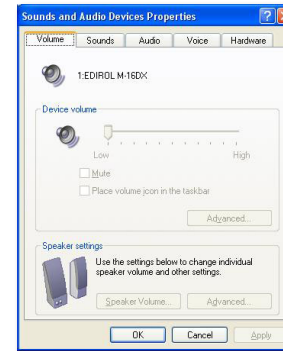 Sounds and Audio Devices Properties
Volume Sounds Audio Voice Hardware
1:EDIROL M-16DX
Device volume
Low High
Mute
Place volume icon in the taskbar
Advanced...
Speaker settings
Use the settings below to change individual
speaker volume and other settings.
Speaker Volume... Advanced...
OK Cancel Apply